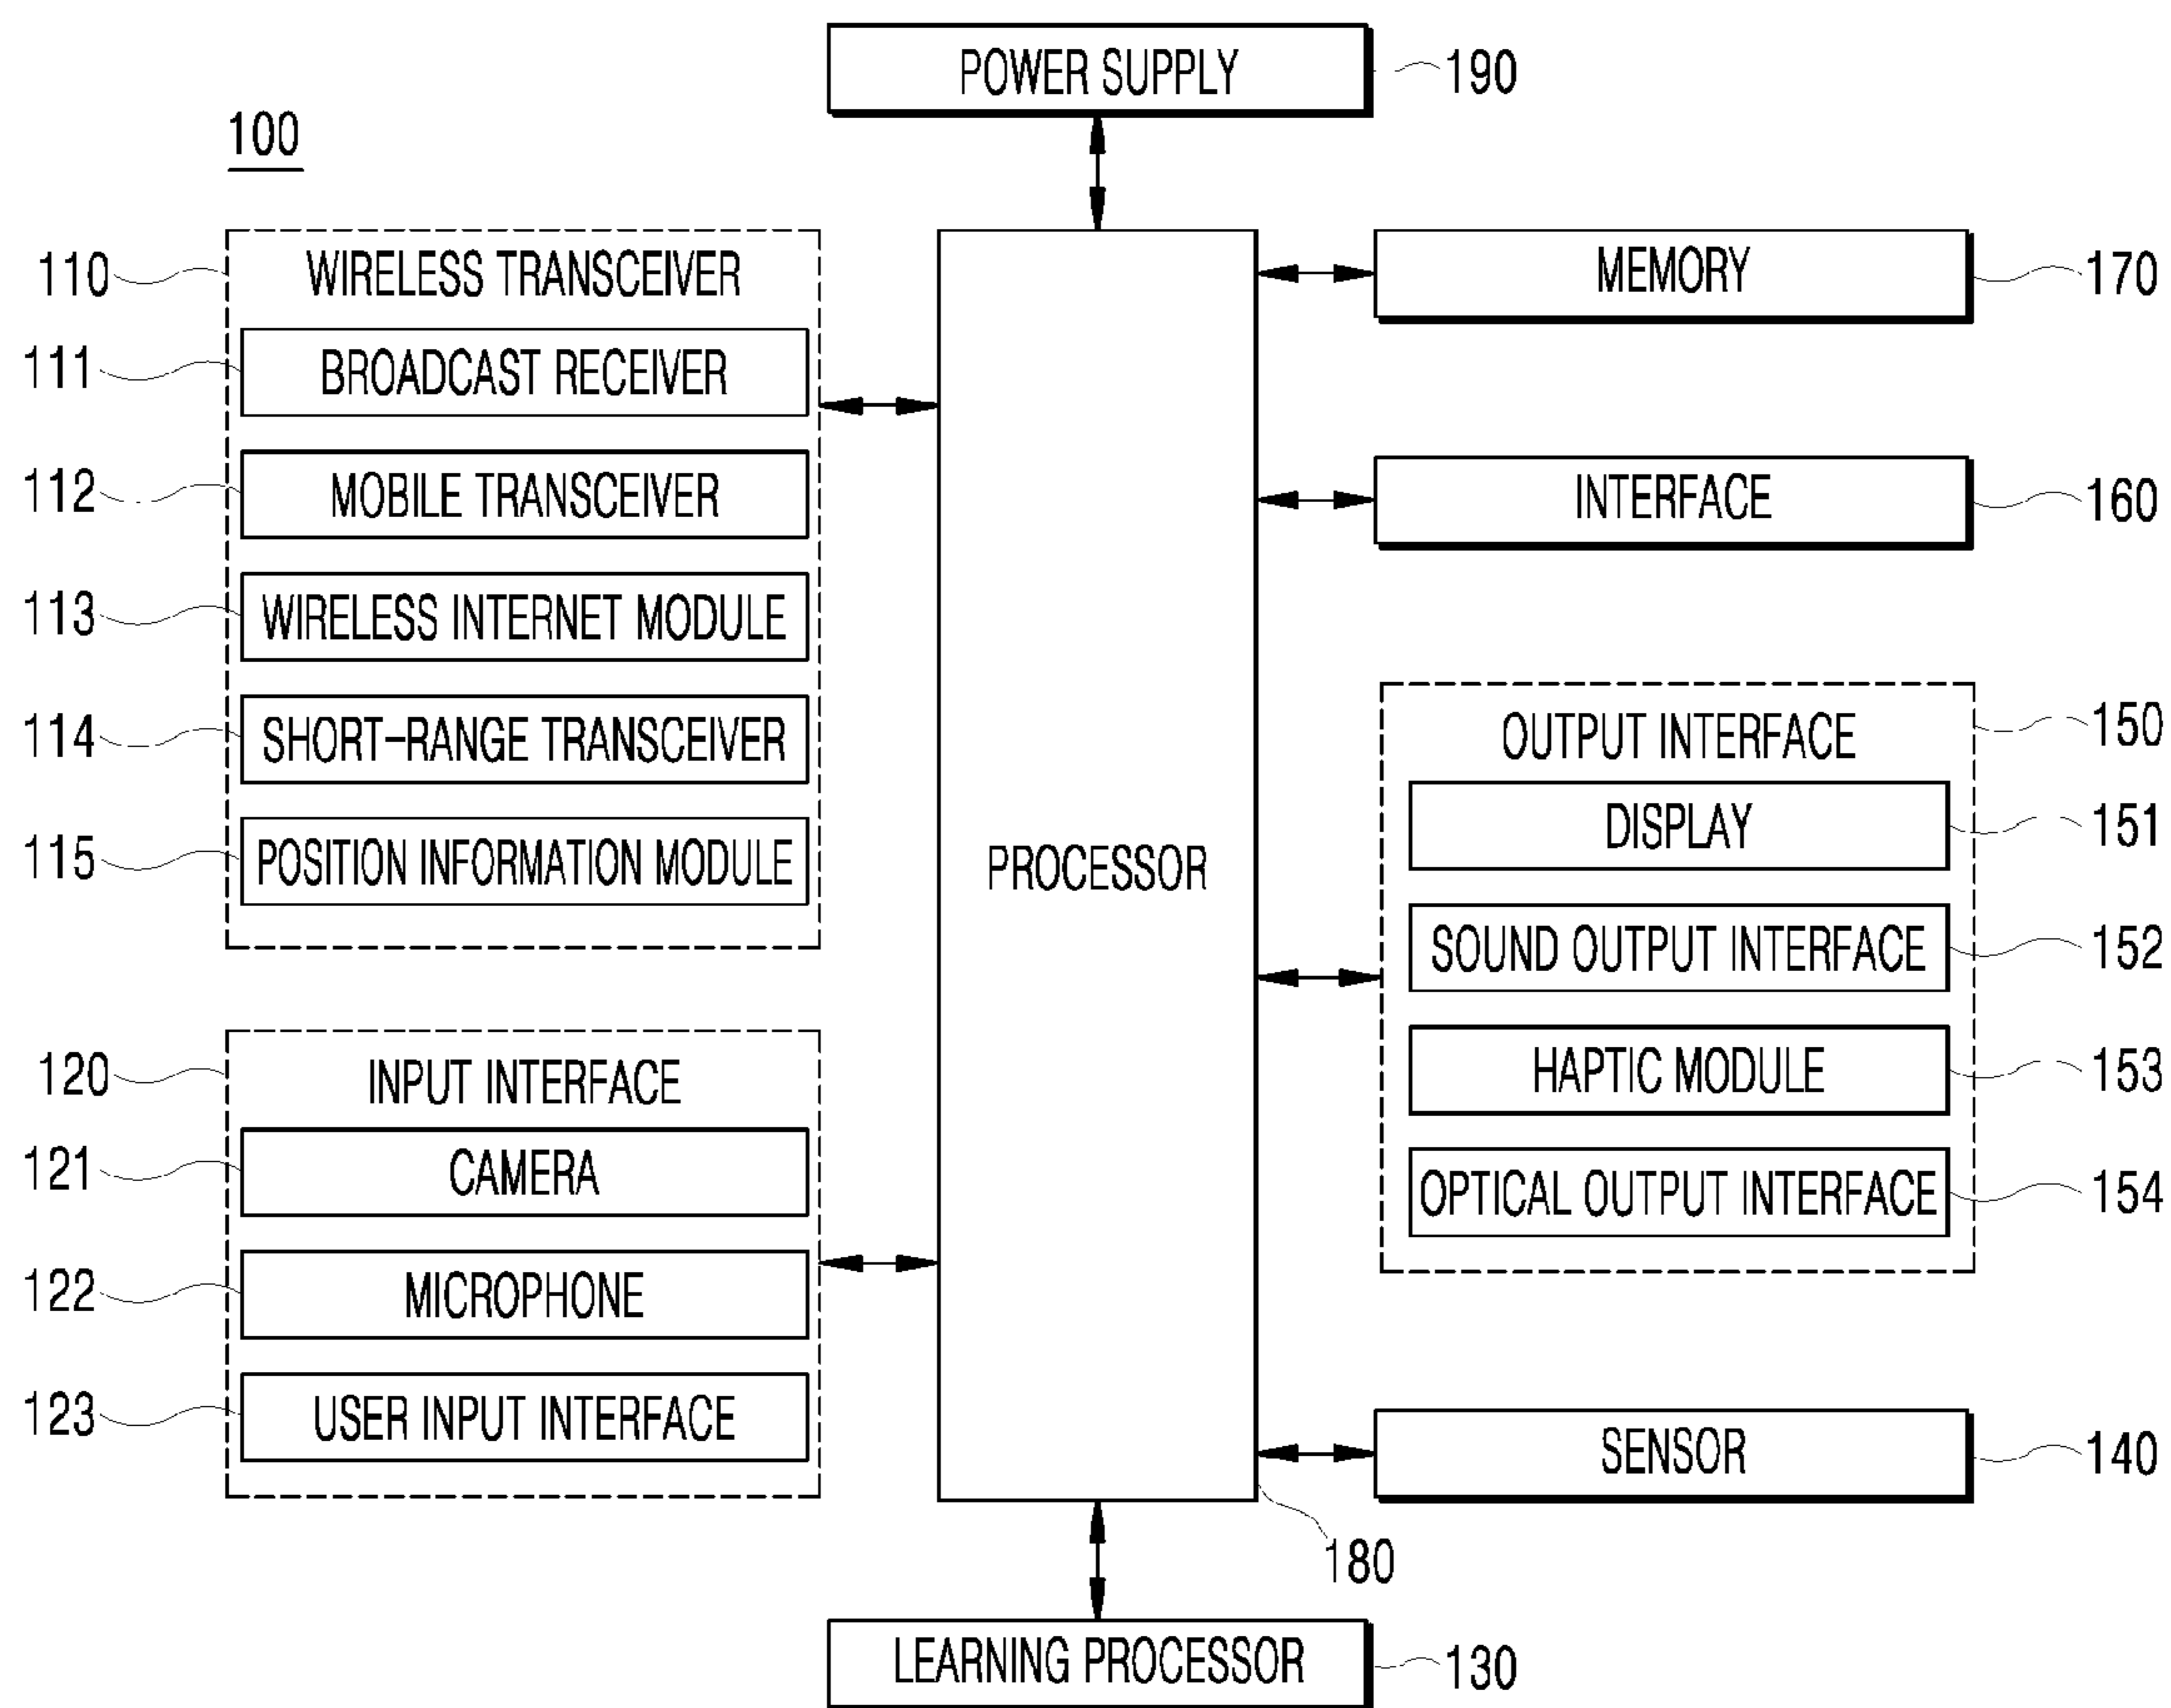 POWER SUPPLY
190
100
110
WIRELESS TRANSCEIVER
111
BROADCAST RECEIVER
112
MOBILE TRANSCEIVER
113
WIRELESS INTERNET MODULE
114
SHORT-RANGE TRANSCEIVER
115
POSITION INFORMATION MODULE
120
INPUT INTERFACE
121
CAMERA
122
MICROPHONE
123
USER INPUT INTERFACE
PROCESSOR
180
MEMORY
170
INTERFACE
160
OUTPUT INTERFACE
150
DISPLAY
151
SOUND OUTPUT INTERFACE
152
HAPTIC MODULE
153
OPTICAL OUTPUT INTERFACE
154
SENSOR
140
LEARNING PROCESSOR
130